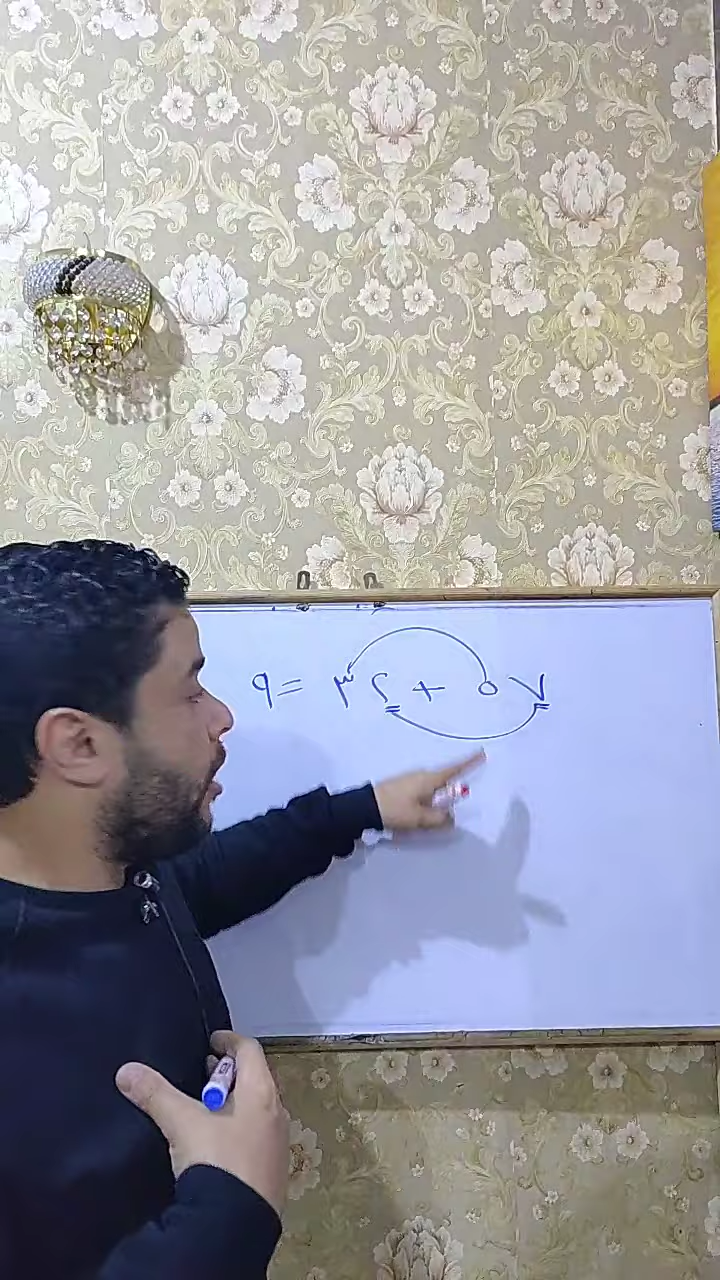 ٥٧ + ٣٢ = ٩